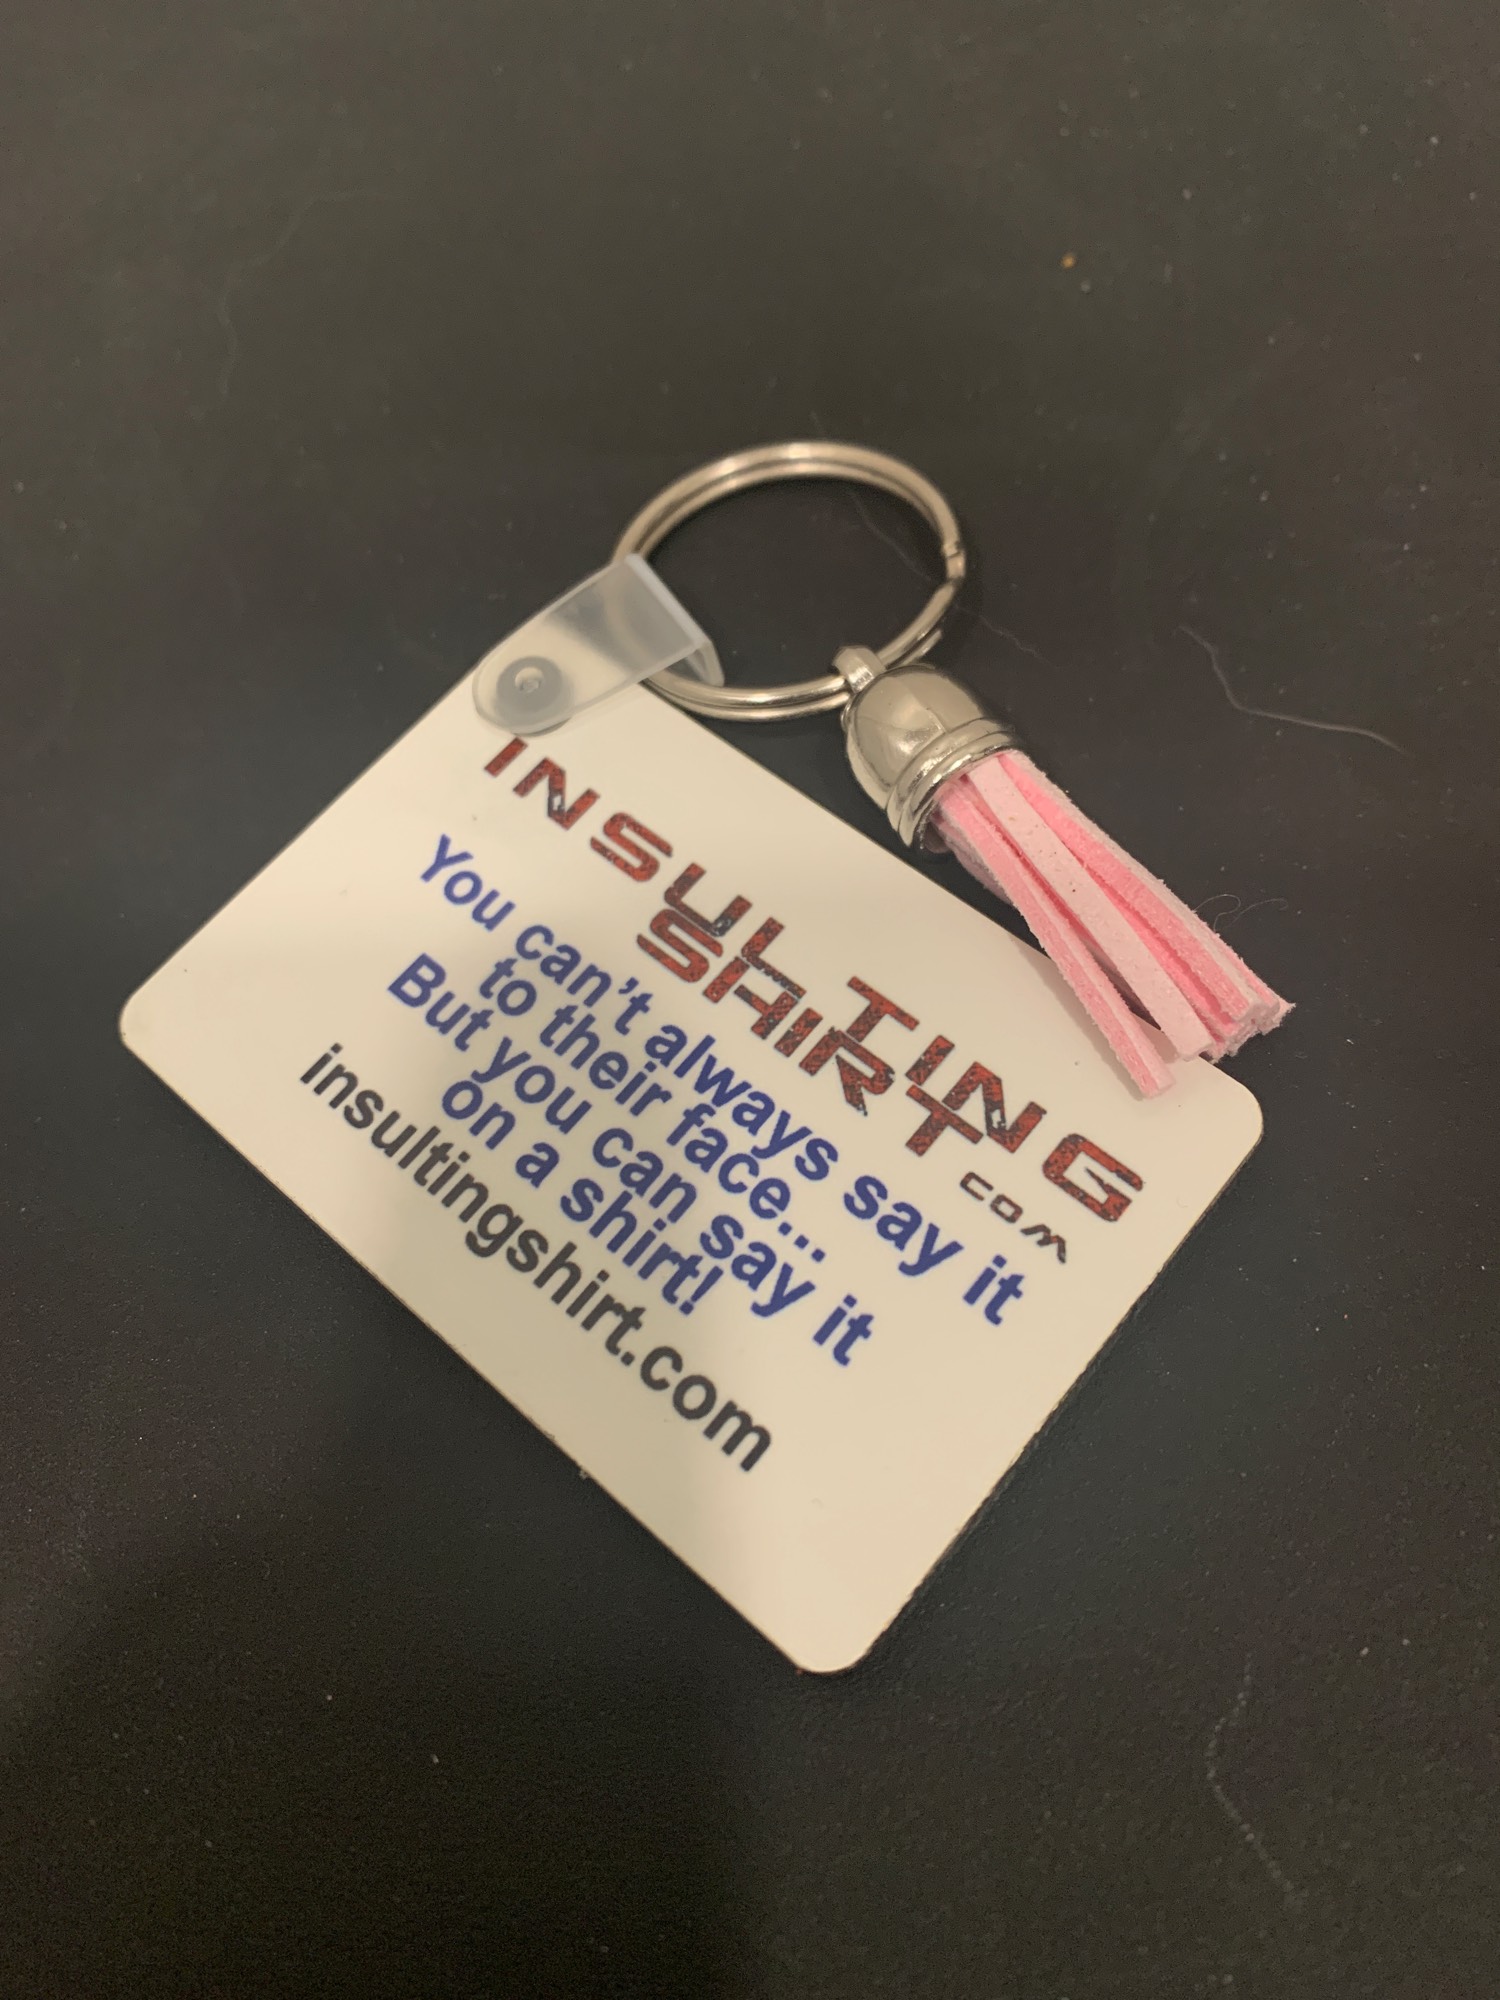 INSULTING
SHIRT
COM
You can't always say it
to their face...
But you can say it
on a shirt!
insultingshirt.com